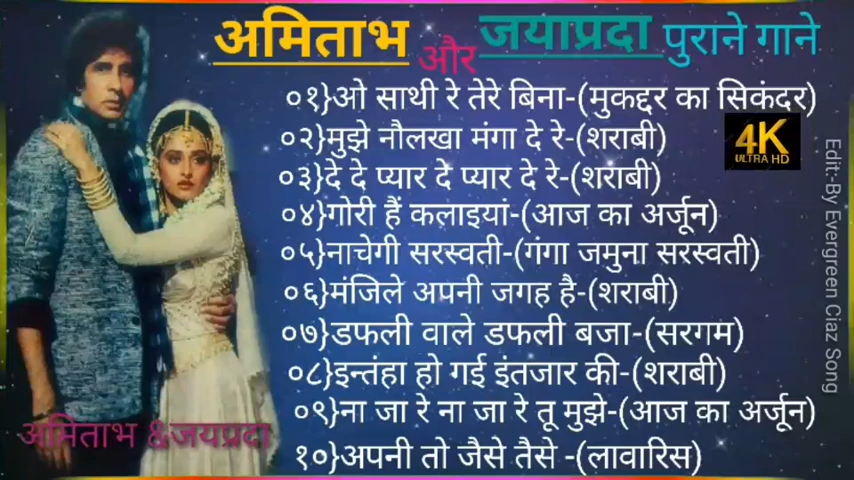 अमिताभ और जयाप्रदा पुराने गाने
०१}ओ साथी रे तेरे बिना-(मुकद्दर का सिकंदर)
०२}मुझे नौलखा मंगा दे रे-(शराबी)
०३}दे दे प्यार दे प्यार दे रे-(शराबी)
०४}गोरी हैं कलाइयां-(आज का अर्जून)
०५}नाचेगी सरस्वती-(गंगा जमुना सरस्वती)
०६}मंजिले अपनी जगह है-(शराबी)
०७}डफली वाले डफली बजा-(सरगम)
०८}इन्तंहा हो गई इंतजार की-(शराबी)
०९}ना जा रे ना जा रे तू मुझे-(आज का अर्जून)
१०}अपनी तो जैसे तैसे -(लावारिस)
4K
ULTRA HD
Edit:-By Evergreen Ciaz Song
अमिताभ &जयप्रदा